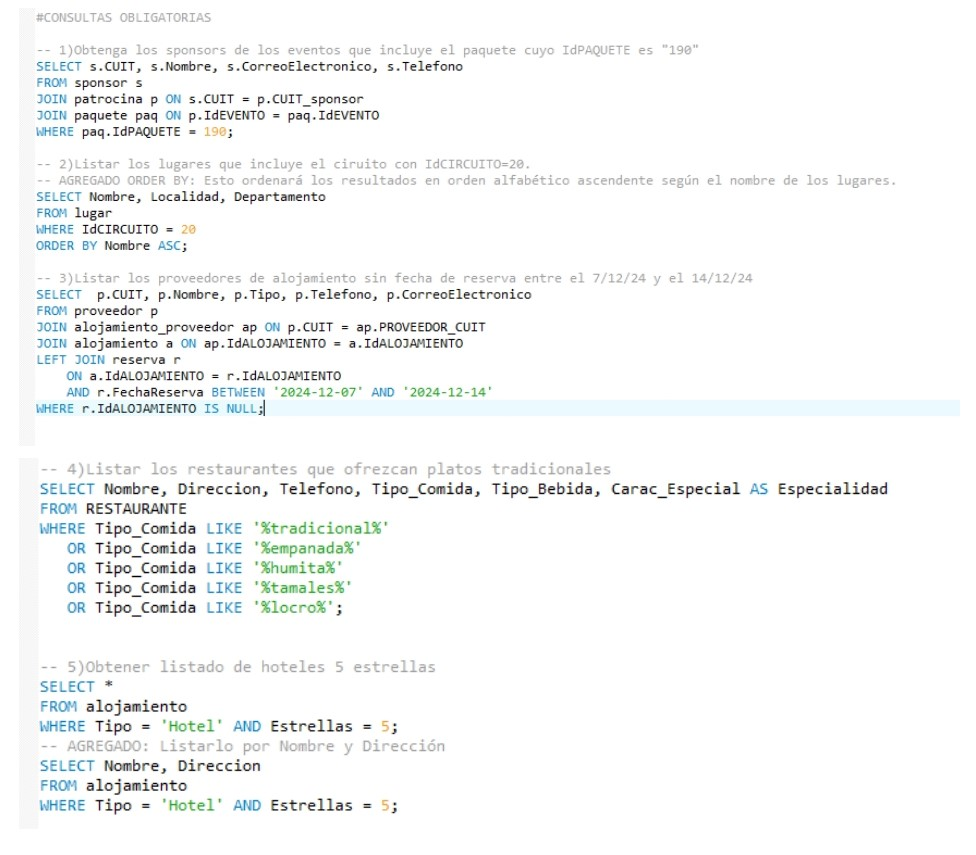 #CONSULTAS OBLIGATORIAS
-- 1)Obtenga los sponsors de los eventos que incluye el paquete cuyo IdPAQUETE es "190"
SELECT s.CUIT, s.Nombre, s.CorreoElectronico, s.Telefono
FROM sponsor s
JOIN patrocina p ON s.CUIT = p.CUIT_sponsor
JOIN paquete paq ON p.IdEVENTO = paq.IdEVENTO
WHERE paq.IdPAQUETE = 190;
-- 2)Listar los lugares que incluye el ciruito con IdCIRCUITO=20.
-- AGREGADO ORDER BY: Esto ordenará los resultados en orden alfabético ascendente según el nombre de los lugares.
SELECT Nombre, Localidad, Departamento
FROM lugar
WHERE IdCIRCUITO = 20
ORDER BY Nombre ASC;
-- 3)Listar los proveedores de alojamiento sin fecha de reserva entre el 7/12/24 y el 14/12/24
SELECT  p.CUIT, p.Nombre, p.Tipo, p.Telefono, p.CorreoElectronico
FROM proveedor p
JOIN alojamiento_proveedor ap ON p.CUIT = ap.PROVEEDOR_CUIT
JOIN alojamiento a ON ap.IdALOJAMIENTO = a.IdALOJAMIENTO
LEFT JOIN reserva r
    ON a.IdALOJAMIENTO = r.IdALOJAMIENTO
    AND r.FechaReserva BETWEEN '2024-12-07' AND '2024-12-14'
WHERE r.IdALOJAMIENTO IS NULL;
-- 4)Listar los restaurantes que ofrezcan platos tradicionales
SELECT Nombre, Direccion, Telefono, Tipo_Comida, Tipo_Bebida, Carac_Especial AS Especialidad
FROM RESTAURANTE
WHERE Tipo_Comida LIKE '%tradicional%'
   OR Tipo_Comida LIKE '%empanada%'
   OR Tipo_Comida LIKE '%humita%'
   OR Tipo_Comida LIKE '%tamales%'
   OR Tipo_Comida LIKE '%locro%';
-- 5)Obtener listado de hoteles 5 estrellas
SELECT *
FROM alojamiento
WHERE Tipo = 'Hotel' AND Estrellas = 5;
-- AGREGADO: Listarlo por Nombre y Dirección
SELECT Nombre, Direccion
FROM alojamiento
WHERE Tipo = 'Hotel' AND Estrellas = 5;